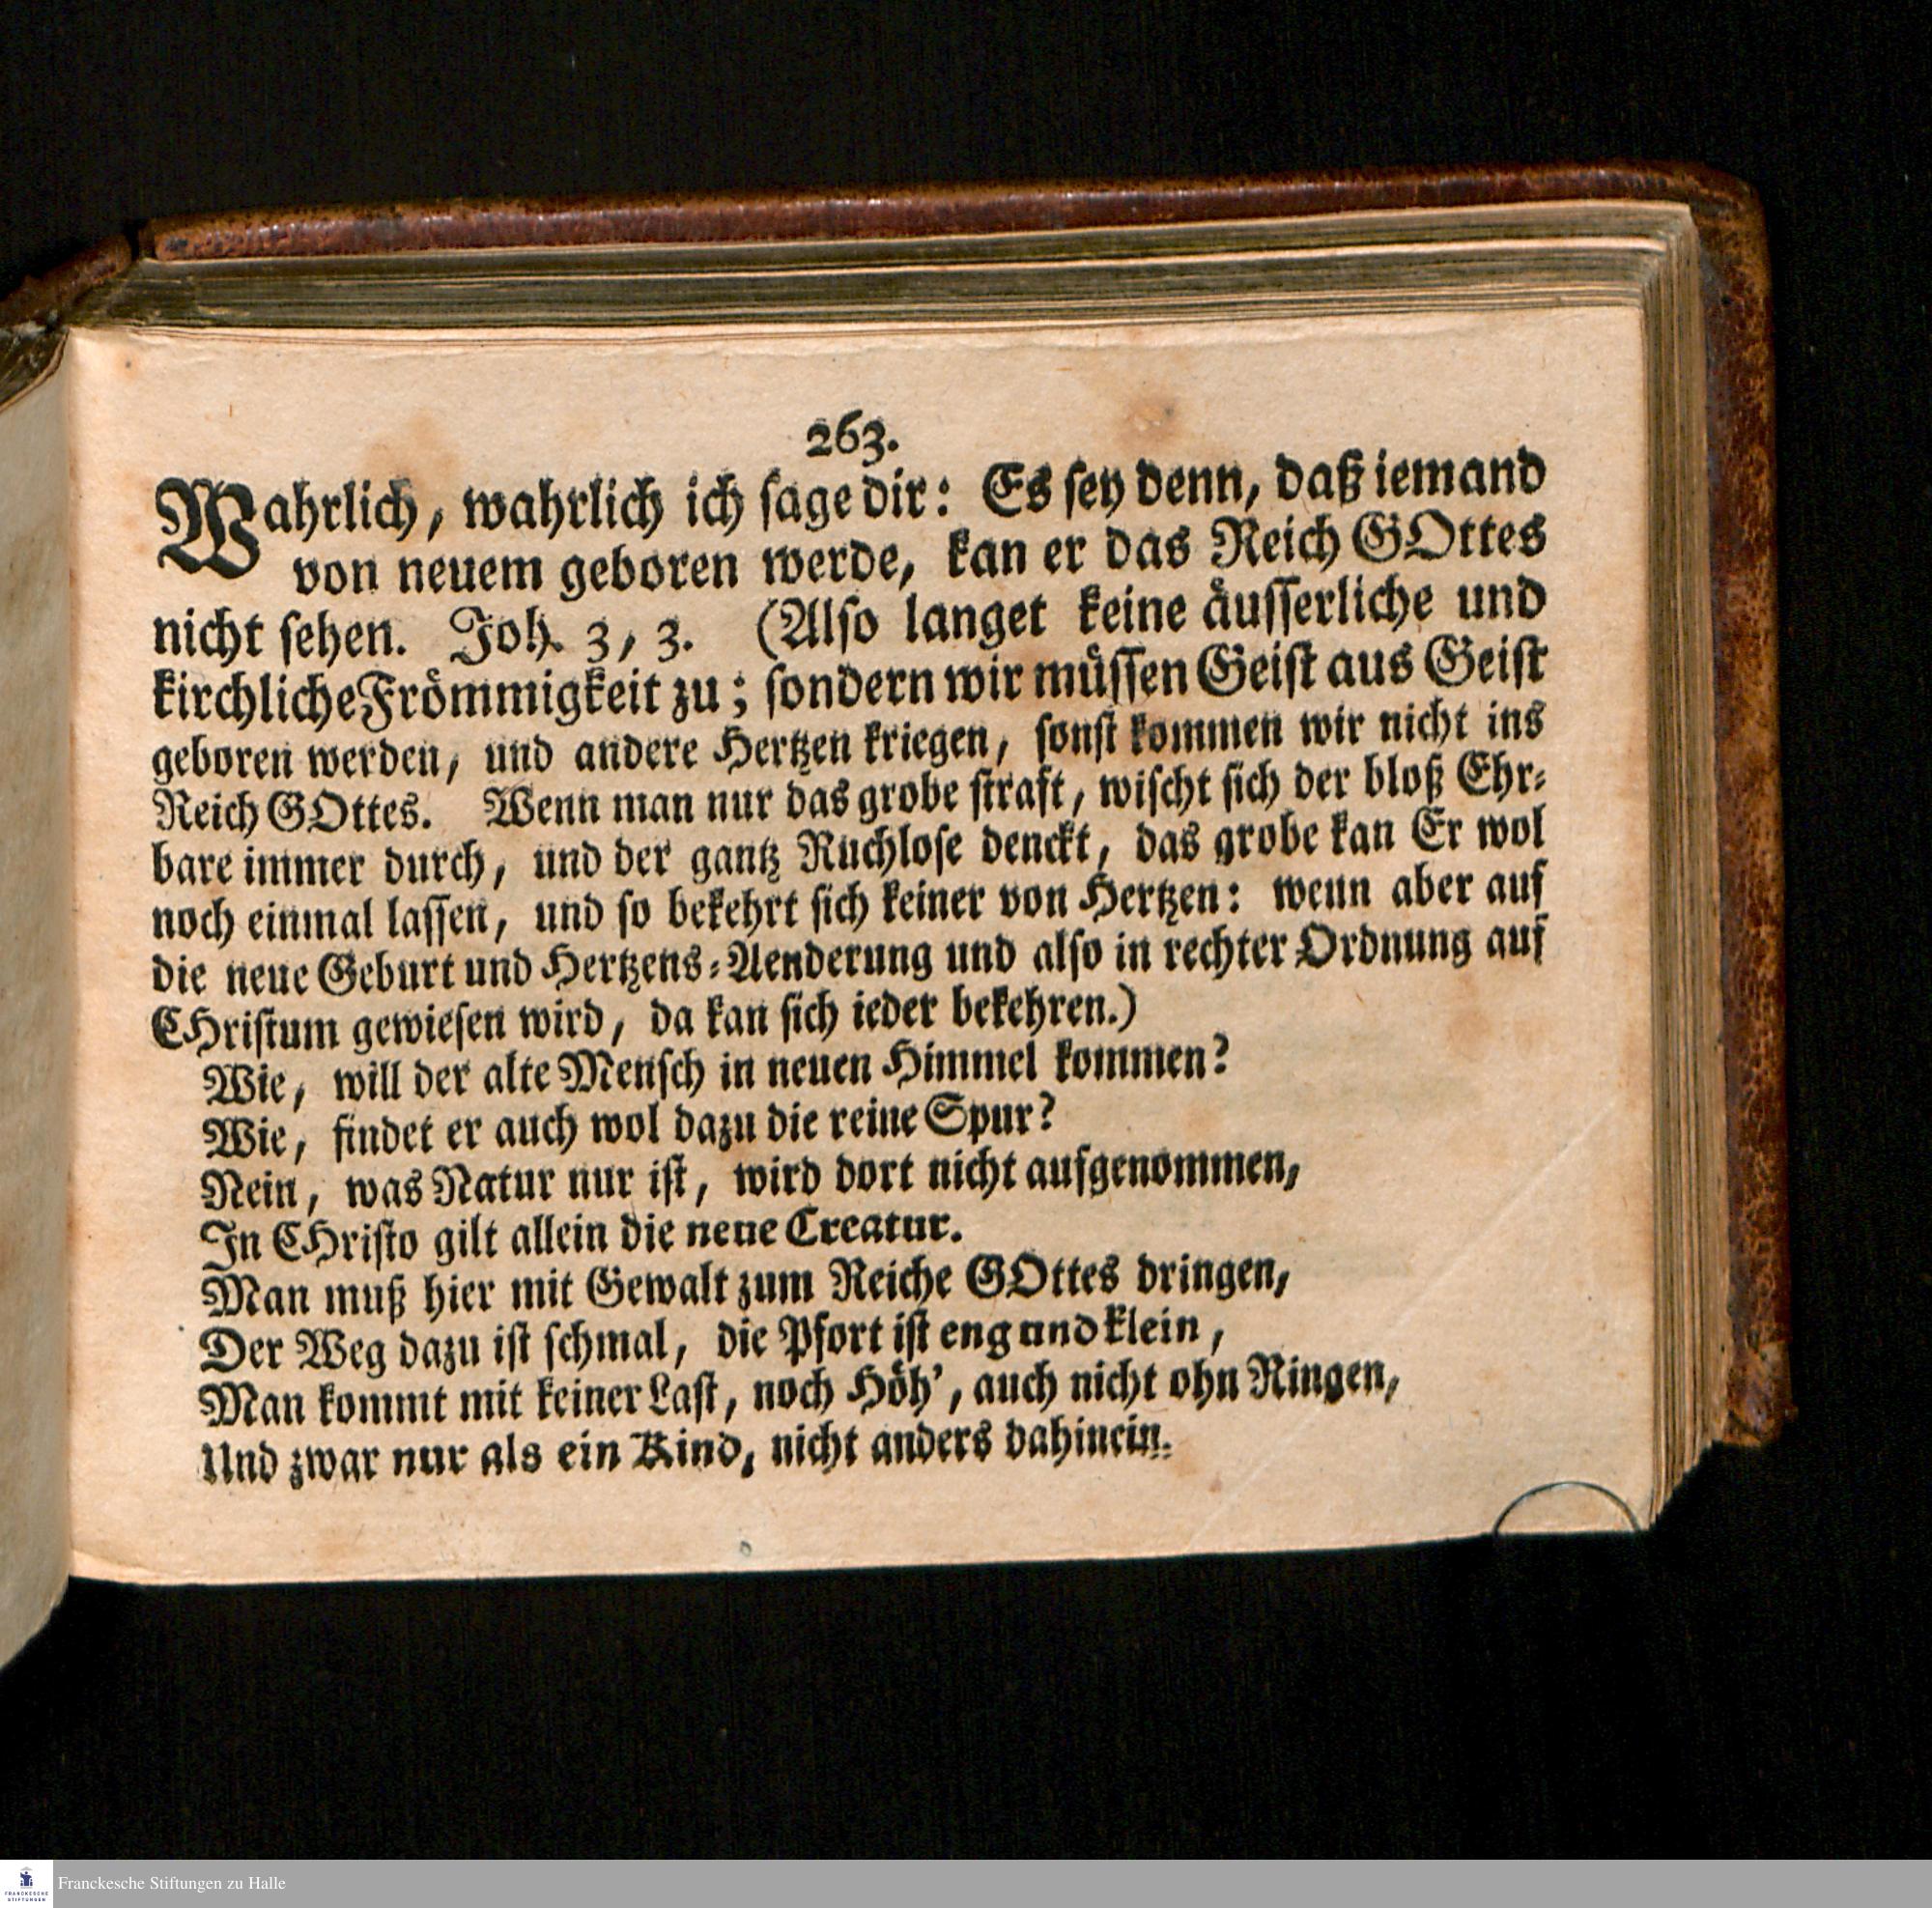 263.
Wahrlich, wahrlich ich sage dir: Es sey denn, daß iemand
von neuem geboren werde, kan er das Reich GOttes
nicht sehen. Joh. 3, 3. (Also langet keine äusserliche und
kirchliche Frömmigkeit zu; sondern wir müssen Geist aus Geist
geboren werden, und andere Hertzen kriegen, sonst kommen wir nicht ins
Reich GOttes. Wenn man nur das grobe straft, wischt sich der bloß Ehr-
bare immer durch, und der gantz Ruchlose denckt, das grobe kan Er wol
noch einmal lassen, und so bekehrt sich keiner von Hertzen: wenn aber auf
die neue Geburt und Hertzens-Aenderung und also in rechter Ordnung auf
CHristum gewiesen wird, da kan sich ieder bekehren.)
Wie, will der alte Mensch in neuen Himmel kommen?
Wie, findet er auch wol dazu die reine Spur?
Nein, was Natur nur ist, wird dort nicht aufgenommen,
In CHristo gilt allein die neue Creatur.
Man muß hier mit Gewalt zum Reiche GOttes dringen,
Der Weg dazu ist schmal, die Pfort ist eng und klein,
Man kommt mit keiner Last, noch Höh', auch nicht ohn Ringen,
Und zwar nur als ein Kind, nicht anders dahinein.
FRANCKESCHE
STIFTUNGEN
Franckesche Stiftungen zu Halle